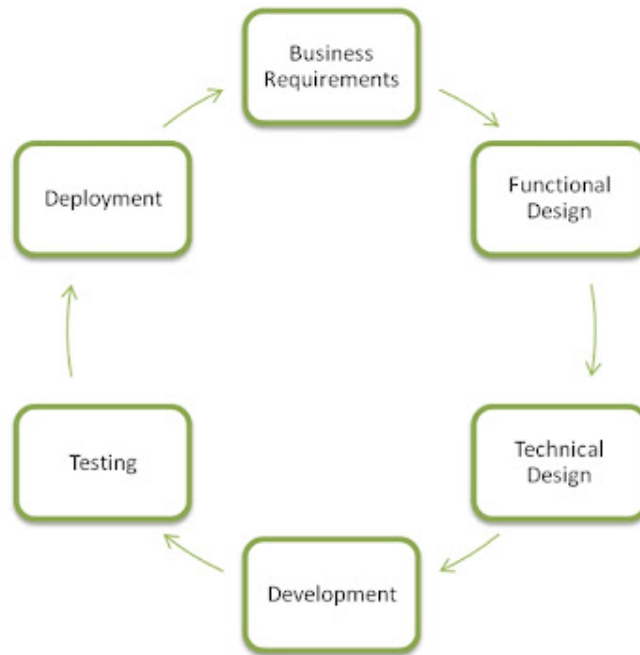 Business
Requirements
Functional
Design
Technical
Design
Development
Testing
Deployment